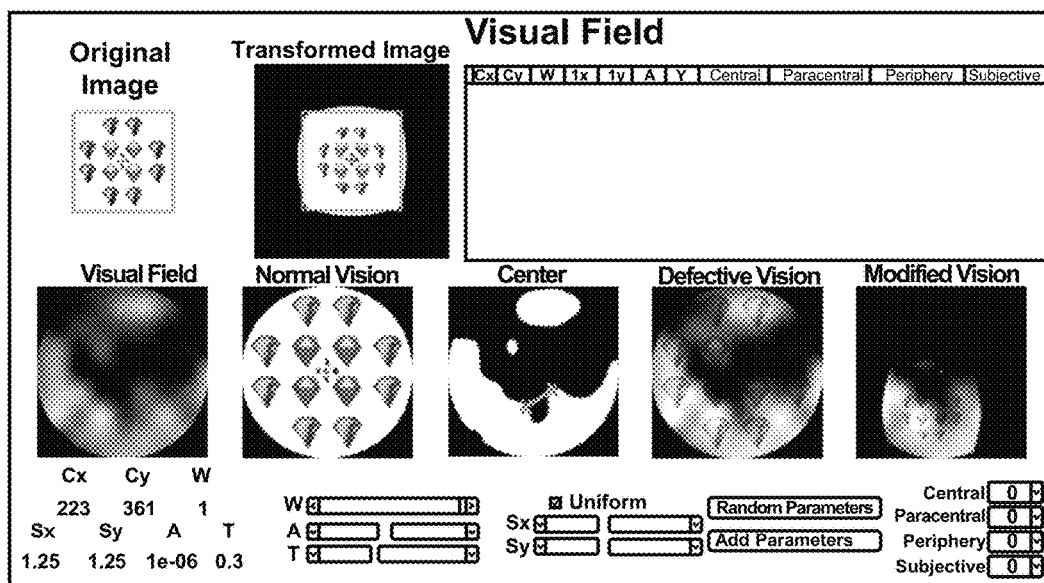 Visual Field
Original Image
Transformed Image
Cx Cy W 1x 1y A Y Central Paracentral Periphery Subjective
Visual Field Normal Vision Center Defective Vision Modified Vision
Cx Cy W
223 361 1
Sx Sy A T
1.25 1.25 1e-06 0.3
W
A
T
Uniform
Sx
Sy
Random Parameters
Add Parameters
Central 0
Paracentral 0
Periphery 0
Subjective 0